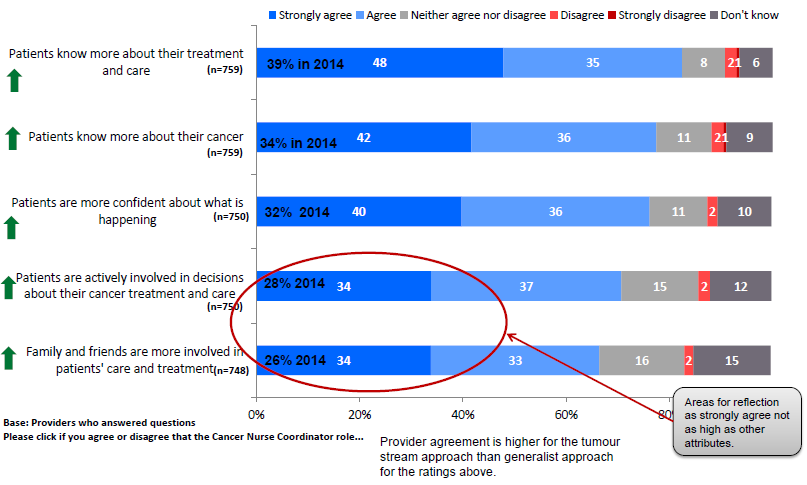 Strongly agree Agree Neither agree nor disagree Disagree Strongly disagree Don't know
Patients know more about their treatment
and care (n=759)
39% in 2014 48 35 8 2 1 6
Patients know more about their cancer
(n=759)
34% in 2014 42 36 11 2 1 9
Patients are more confident about what is
happening (n=750)
32% 2014 40 36 11 2 10
Patients are actively involved in decisions
about their cancer treatment and care
(n=750)
28% 2014 34 37 15 2 12
Family and friends are more involved in
patients' care and treatment(n=748)
26% 2014 34 33 16 2 15
0% 20% 40% 60% 80%
Areas for reflection
as strongly agree not
as high as other
attributes.
Base: Providers who answered questions
Please click if you agree or disagree that the Cancer Nurse Coordinator role...
Provider agreement is higher for the tumour
stream approach than generalist approach
for the ratings above.